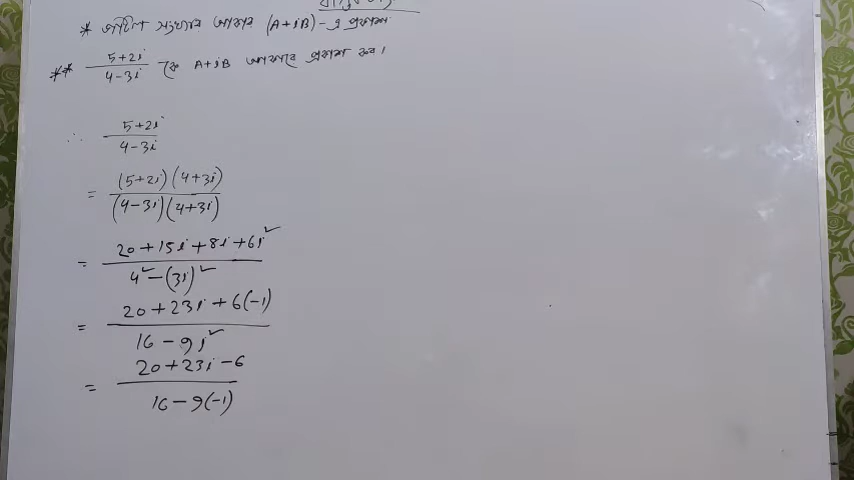 * জটিল সংখ্যার আকার (A+iB)-এ প্রকাশ
** 5+2i / 4-3i কে A+iB আকারে প্রকাশ কর।
∴ 5+2i / 4-3i
= (5+2i)(4+3i) / (4-3i)(4+3i)
= 20+15i+8i+6i² / 4²-(3i)²
= 20+23i+6(-1) / 16-9i²
= 20+23i-6 / 16-9(-1)